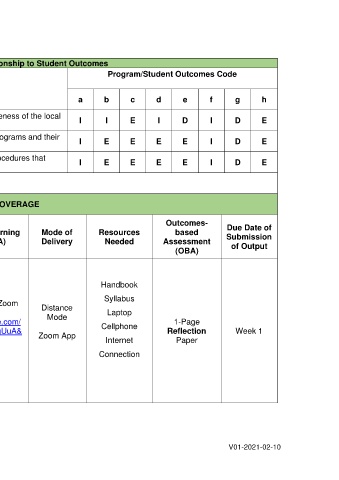 onship to Student Outcomes
Program/Student Outcomes Code
a b c d e f g h
eness of the local I I E I D I D E
ograms and their I E E E E I D E
ocedures that I E E E E I D E
OVERAGE
rning
A) Mode of
Delivery Resources
Needed Outcomes-
based
Assessment
(OBA) Due Date of
Submission
of Output
Zoom
e.com/
Distance
Mode
Zoom App
Handbook
Syllabus
Laptop
Cellphone
Internet
Connection
1-Page
Reflection
Paper
Week 1
V01-2021-02-10